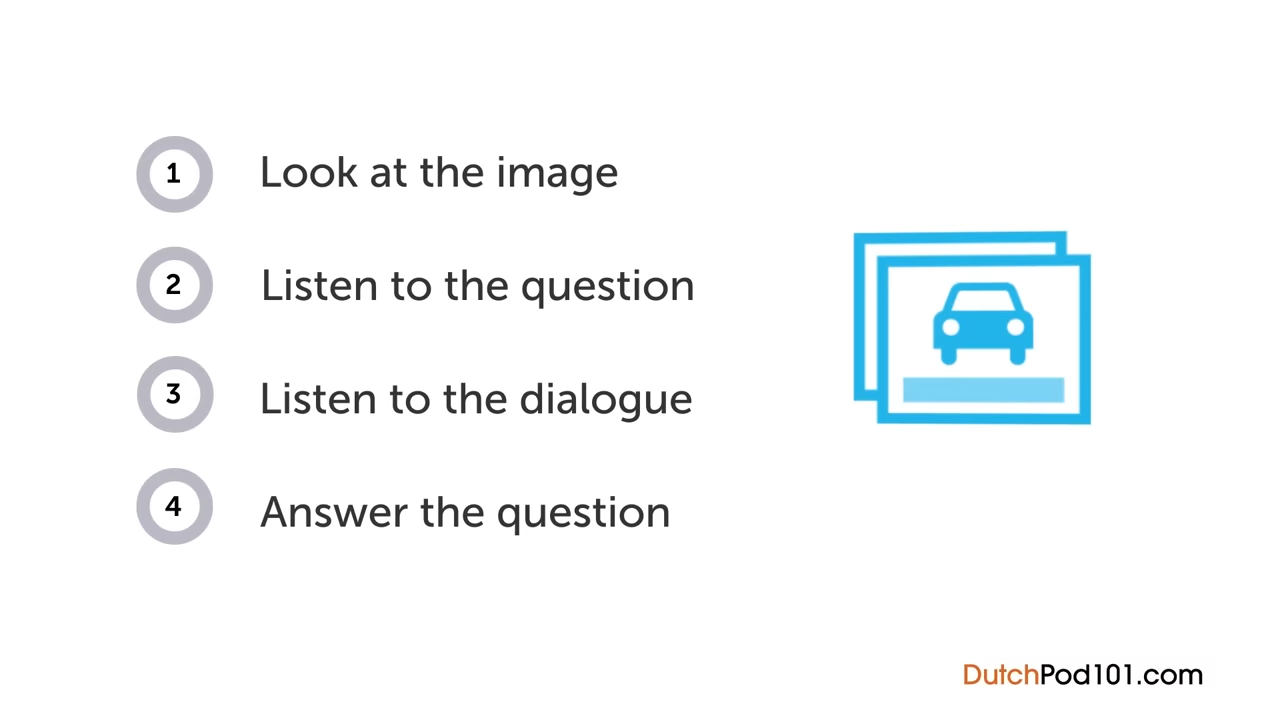 1 Look at the image
2 Listen to the question
3 Listen to the dialogue
4 Answer the question
DutchPod101.com